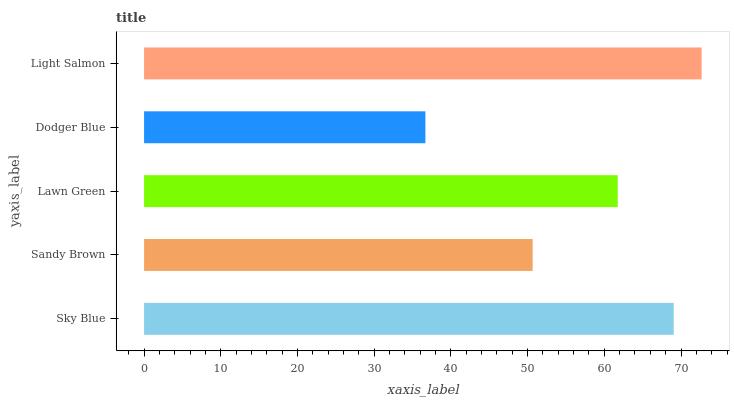 title
Light Salmon
Dodger Blue
Lawn Green
Sandy Brown
Sky Blue
yaxis_label
0 10 20 30 40 50 60 70
xaxis_label